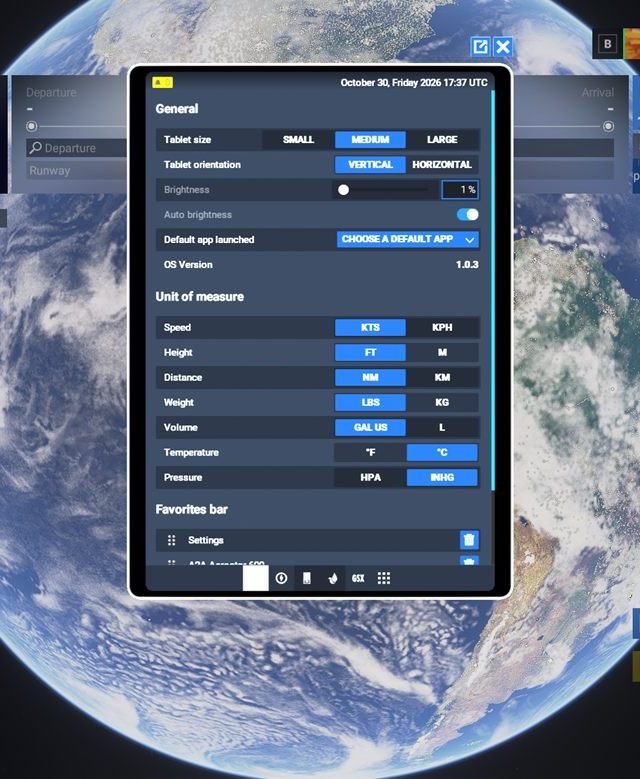 B
October 30, Friday 2026 17:37 UTC
Departure
Arrival
-
-
Departure
Runway
General
Tablet size SMALL MEDIUM LARGE
Tablet orientation VERTICAL HORIZONTAL
Brightness 1 %
Auto brightness
Default app launched CHOOSE A DEFAULT APP
OS Version 1.0.3
Unit of measure
Speed KTS KPH
Height FT M
Distance NM KM
Weight LBS KG
Volume GAL US L
Temperature °F °C
Pressure HPA INHG
Favorites bar
Settings
A2A Aerostar 600
GSX